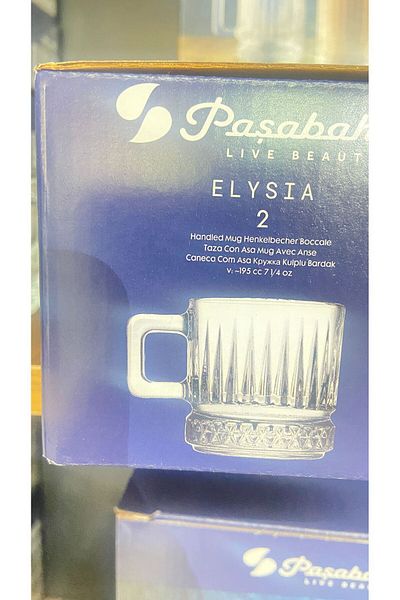 Paşabah
LIVE BEAUT
ELYSIA
2
Handled Mug Henkelbecher Boccale
Taza Con Asa Mug Avec Anse
Caneca Com Asa Кружка Kulplu Bardak
v: ~195 cc 7 1/4 oz
Paşabah
LIVE BEAU